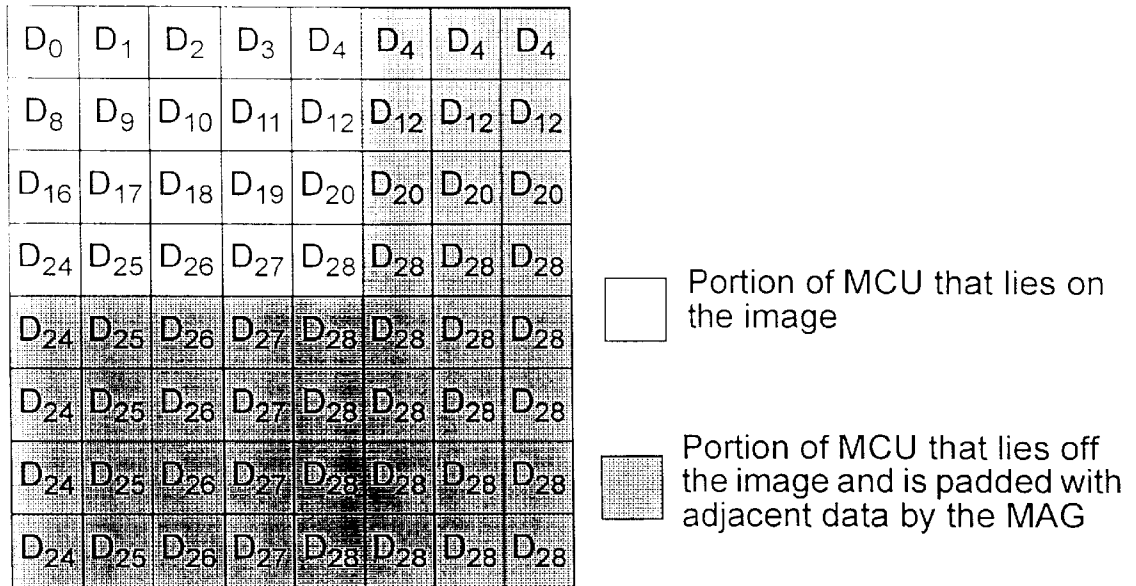 D0 D1 D2 D3 D4 D4 D4 D4
D8 D9 D10 D11 D12 D12 D12 D12
D16 D17 D18 D19 D20 D20 D20 D20
D24 D25 D26 D27 D28 D28 D28 D28
D24 D25 D26 D27 D28 D28 D28 D28
D24 D25 D26 D27 D28 D28 D28 D28
D24 D25 D26 D27 D28 D28 D28 D28
D24 D25 D26 D27 D28 D28 D28 D28
Portion of MCU that lies on
the image
Portion of MCU that lies off
the image and is padded with
adjacent data by the MAG